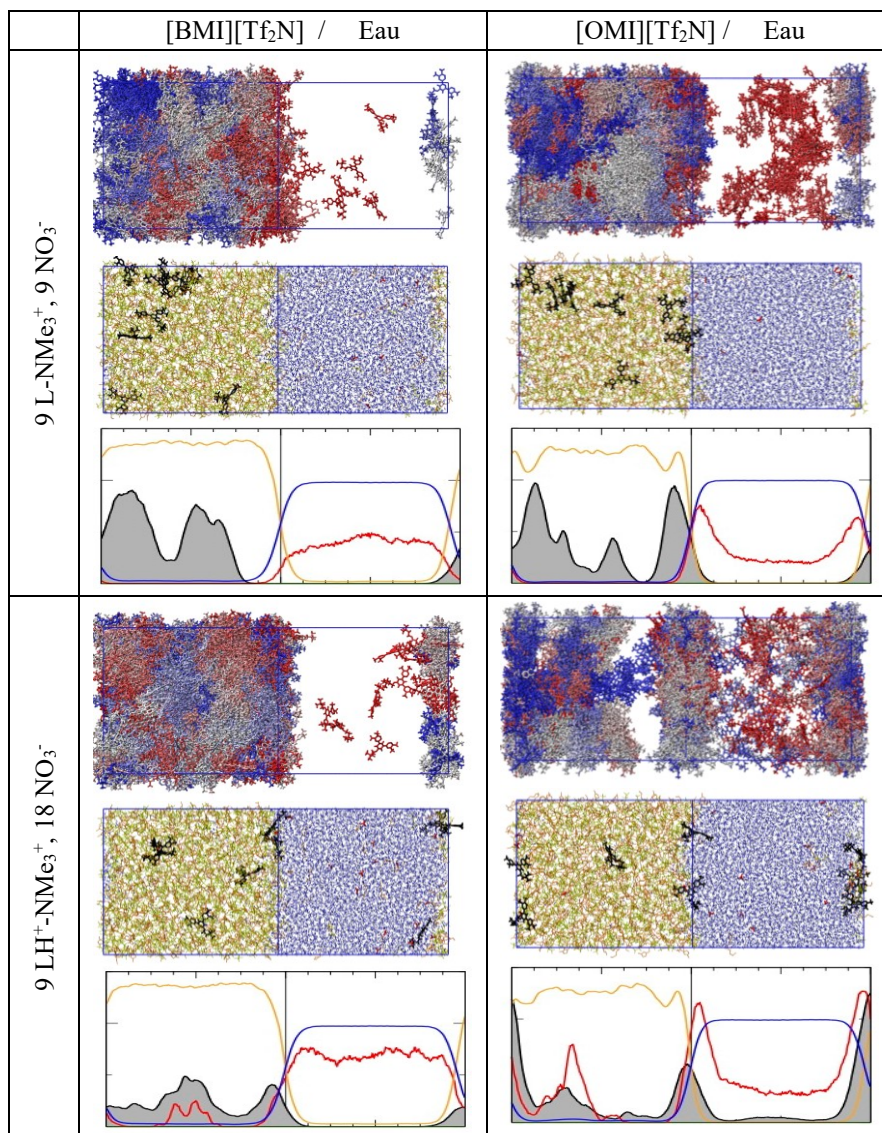 [BMI][Tf₂N] / Eau
[OMI][Tf₂N] / Eau
9 L-NMe₃⁺, 9 NO₃⁻
9 LH⁺-NMe₃⁺, 18 NO₃⁻